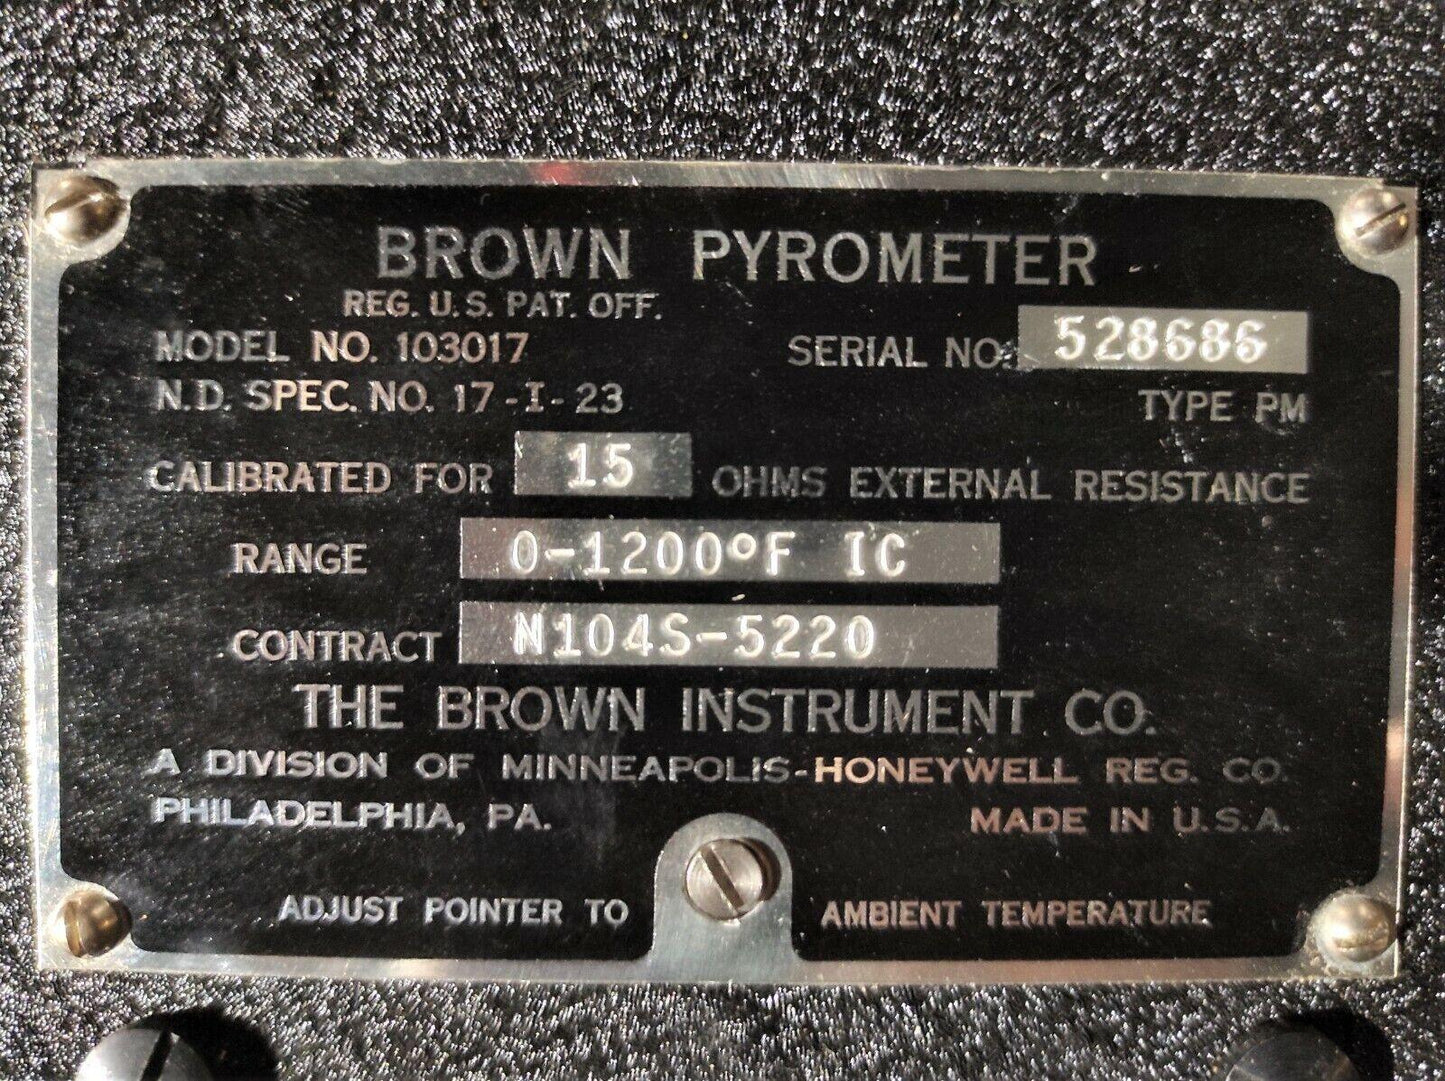 BROWN PYROMETER
REG. U.S. PAT. OFF.
MODEL NO. 103017 SERIAL NO. 528686
N.D. SPEC. NO. 17-I-23 TYPE PM
CALIBRATED FOR 15 OHMS EXTERNAL RESISTANCE
RANGE 0-1200°F IC
CONTRACT N104S-5220
THE BROWN INSTRUMENT CO.
A DIVISION OF MINNEAPOLIS-HONEYWELL REG. CO.
PHILADELPHIA, PA. MADE IN U.S.A.
ADJUST POINTER TO AMBIENT TEMPERATURE